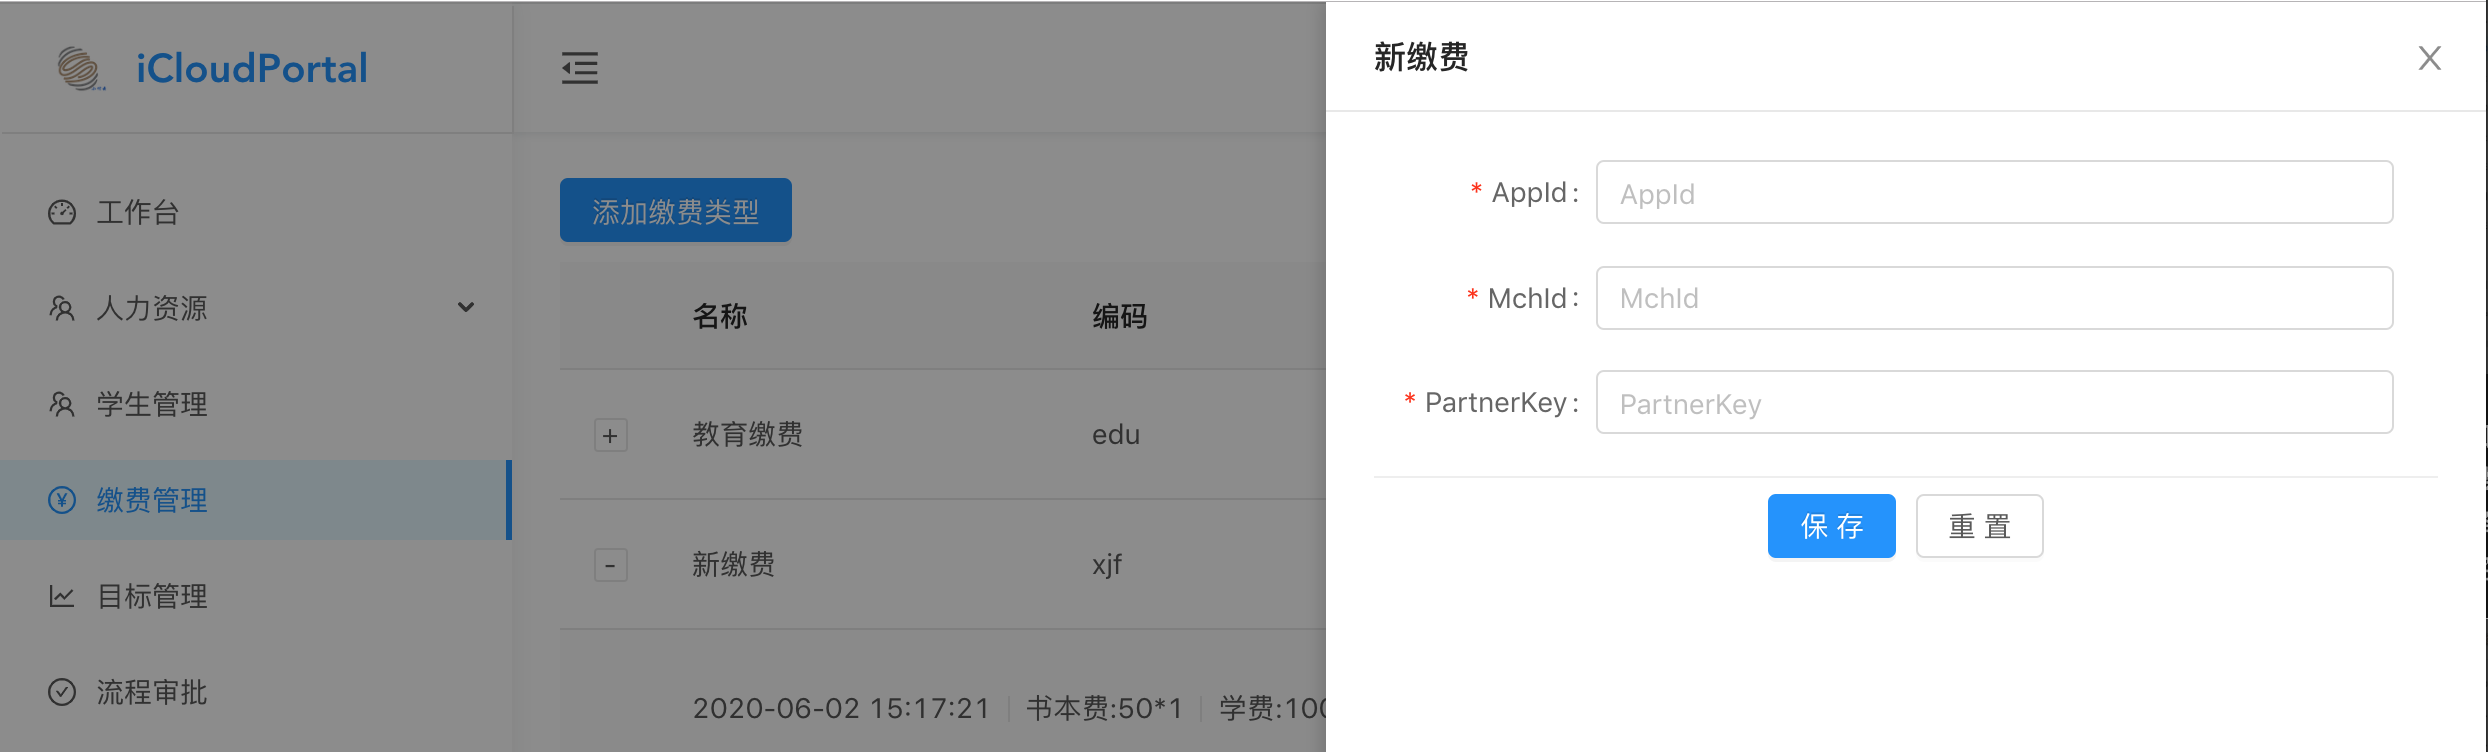 iCloudPortal
工作台
人力资源
学生管理
缴费管理
目标管理
流程审批
添加缴费类型
名称 编码
+ 教育缴费 edu
- 新缴费 xjf
2020-06-02 15:17:21 书本费:50*1 学费:100
新缴费
* AppId: AppId
* MchId: MchId
* PartnerKey: PartnerKey
保 存 重 置